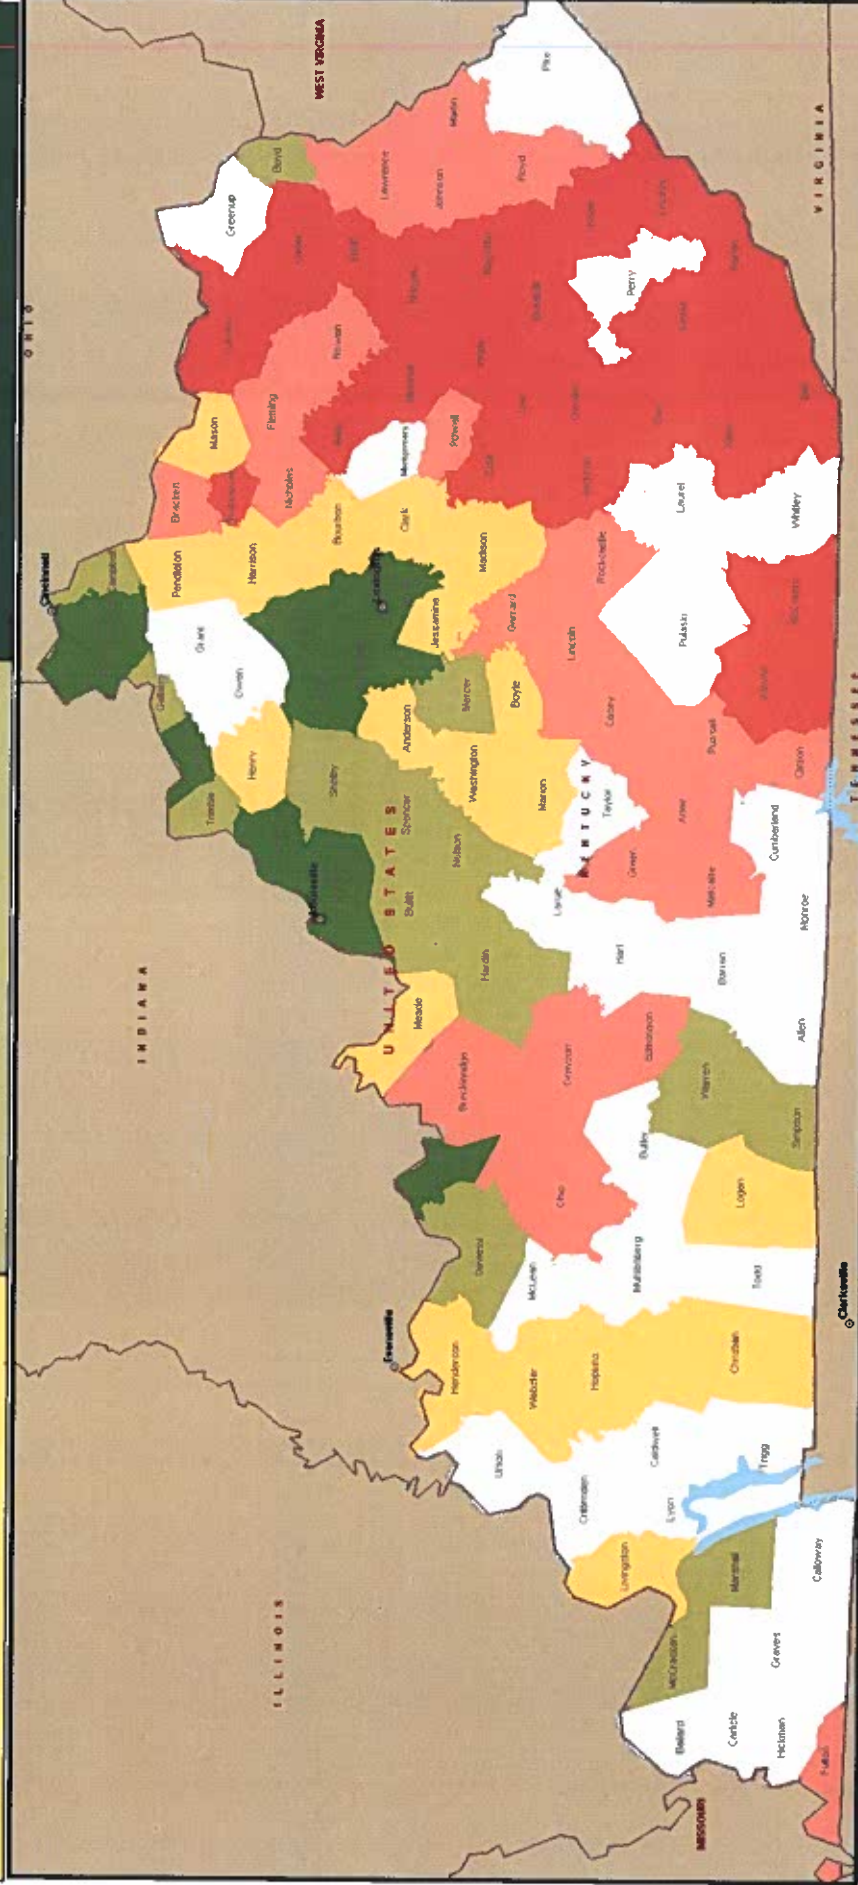 OHIO
WEST VIRGINIA
VIRGINIA
INDIANA
ILLINOIS
MISSOURI
TENNESSEE
UNITED STATES
KENTUCKY
Cincinnati
Louisville
Evansville
Clarksville
Pike
Martin
Boyd
Lawrence
Johnson
Floyd
Greenup
Perry
Rowan
Fleming
Mason
Bracken
Nicholas
Montgomery
Powell
Bourbon
Clark
Madison
Pendleton
Harrison
Campbell
Grant
Owen
Gallatin
Jessamine
Garrard
Rockcastle
Laurel
Whitley
Lincoln
Pulaski
Casey
Boyle
Mercer
Anderson
Washington
Marion
Henry
Shelby
Trimble
Spencer
Nelson
Bullitt
Taylor
Green
Adair
Russell
Clinton
Cumberland
Metcalfe
Monroe
Larue
Hart
Barren
Allen
Hardin
Meade
Breckinridge
Grayson
Edmonson
Warren
Simpson
Butler
Logan
Ohio
Daviess
McLean
Muhlenberg
Todd
Henderson
Webster
Hopkins
Christian
Union
Crittenden
Caldwell
Lyon
Trigg
Livingston
Marshall
Calloway
McCracken
Graves
Ballard
Carlisle
Hickman
Fulton